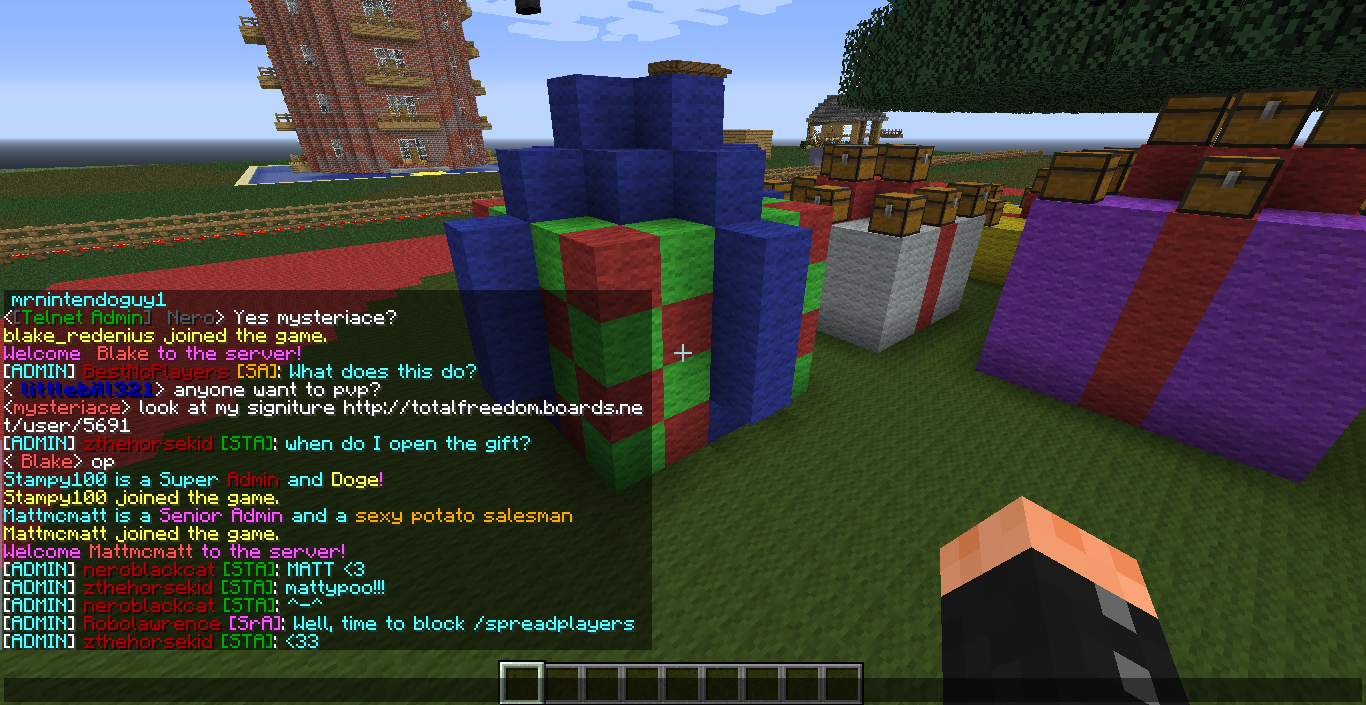 mrnintendoguy1
<[Telnet Admin] Nero> Yes mysteriace?
blake_redenius joined the game.
Welcome Blake to the server!
[ADMIN] BestMcPlayers [SA]: What does this do?
< littlebill321> anyone want to pvp?
<mysteriace> look at my signiture http://totalfreedom.boards.ne
t/user/5691
[ADMIN] zthehorsekid [STA]: when do I open the gift?
< Blake> op
Stampy100 is a Super Admin and Doge!
Stampy100 joined the game.
Mattmcmatt is a Senior Admin and a sexy potato salesman
Mattmcmatt joined the game.
Welcome Mattmcmatt to the server!
[ADMIN] neroblackcat [STA]: MATT <3
[ADMIN] zthehorsekid [STA]: mattypoo!!!
[ADMIN] neroblackcat [STA]: ^-^
[ADMIN] Robolawrence [SrA]: Well, time to block /spreadplayers
[ADMIN] zthehorsekid [STA]: <33